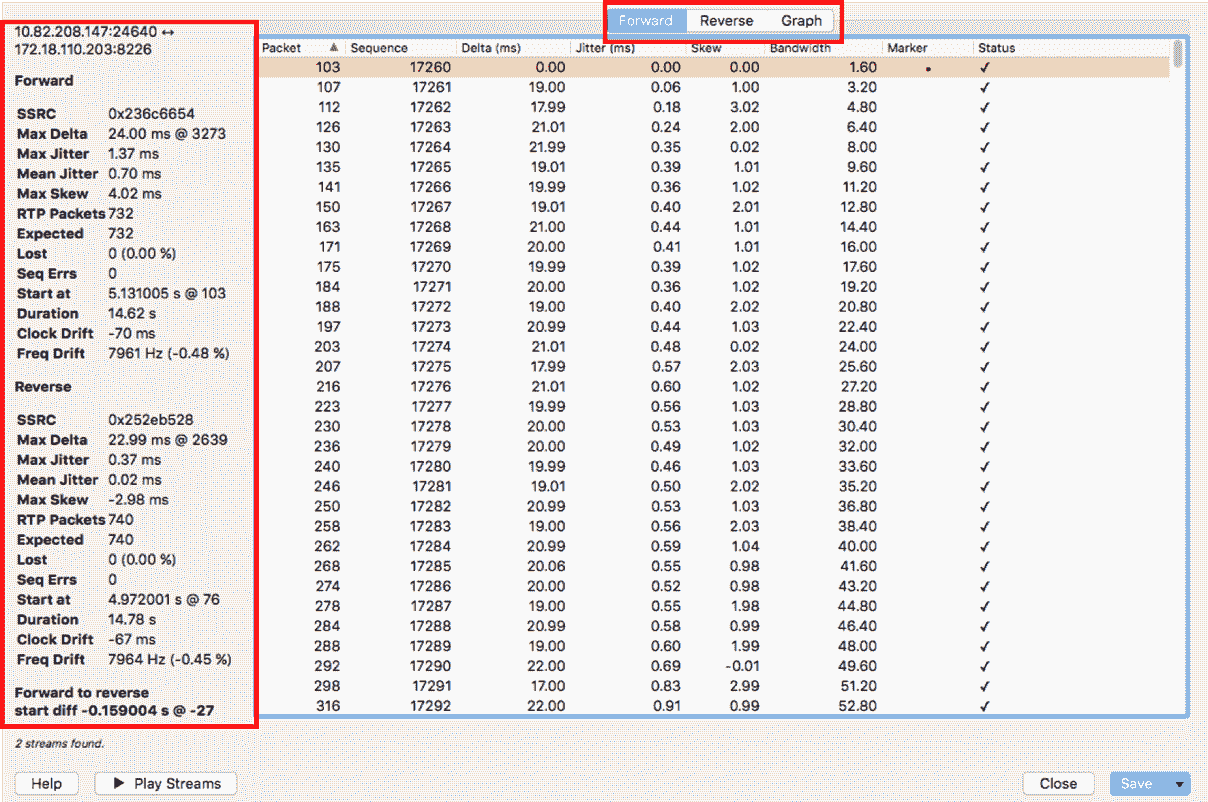 Forward Reverse Graph
10.82.208.147:24640 ↔
172.18.110.203:8226
Forward
SSRC 0x236c6654
Max Delta 24.00 ms @ 3273
Max Jitter 1.37 ms
Mean Jitter 0.70 ms
Max Skew 4.02 ms
RTP Packets 732
Expected 732
Lost 0 (0.00 %)
Seq Errs 0
Start at 5.131005 s @ 103
Duration 14.62 s
Clock Drift -70 ms
Freq Drift 7961 Hz (-0.48 %)
Reverse
SSRC 0x252eb528
Max Delta 22.99 ms @ 2639
Max Jitter 0.37 ms
Mean Jitter 0.02 ms
Max Skew -2.98 ms
RTP Packets 740
Expected 740
Lost 0 (0.00 %)
Seq Errs 0
Start at 4.972001 s @ 76
Duration 14.78 s
Clock Drift -67 ms
Freq Drift 7964 Hz (-0.45 %)
Forward to reverse
start diff -0.159004 s @ -27
Packet ▲ Sequence Delta (ms) Jitter (ms) Skew Bandwidth Marker Status
103 17260 0.00 0.00 0.00 1.60 • ✓
107 17261 19.00 0.06 1.00 3.20 ✓
112 17262 17.99 0.18 3.02 4.80 ✓
126 17263 21.01 0.24 2.00 6.40 ✓
130 17264 21.99 0.35 0.02 8.00 ✓
135 17265 19.01 0.39 1.01 9.60 ✓
141 17266 19.99 0.36 1.02 11.20 ✓
150 17267 19.01 0.40 2.01 12.80 ✓
163 17268 21.00 0.44 1.01 14.40 ✓
171 17269 20.00 0.41 1.01 16.00 ✓
175 17270 19.99 0.39 1.02 17.60 ✓
184 17271 20.00 0.36 1.02 19.20 ✓
188 17272 19.00 0.40 2.02 20.80 ✓
197 17273 20.99 0.44 1.03 22.40 ✓
203 17274 21.01 0.48 0.02 24.00 ✓
207 17275 17.99 0.57 2.03 25.60 ✓
216 17276 21.01 0.60 1.02 27.20 ✓
223 17277 19.99 0.56 1.03 28.80 ✓
230 17278 20.00 0.53 1.03 30.40 ✓
236 17279 20.00 0.49 1.02 32.00 ✓
240 17280 19.99 0.46 1.03 33.60 ✓
246 17281 19.01 0.50 2.02 35.20 ✓
250 17282 20.99 0.53 1.03 36.80 ✓
258 17283 19.00 0.56 2.03 38.40 ✓
262 17284 20.99 0.59 1.04 40.00 ✓
268 17285 20.06 0.55 0.98 41.60 ✓
274 17286 20.00 0.52 0.98 43.20 ✓
278 17287 19.00 0.55 1.98 44.80 ✓
284 17288 20.99 0.58 0.99 46.40 ✓
288 17289 19.00 0.60 1.99 48.00 ✓
292 17290 22.00 0.69 -0.01 49.60 ✓
298 17291 17.00 0.83 2.99 51.20 ✓
316 17292 22.00 0.91 0.99 52.80 ✓
2 streams found.
Help ▶ Play Streams Close Save ▼